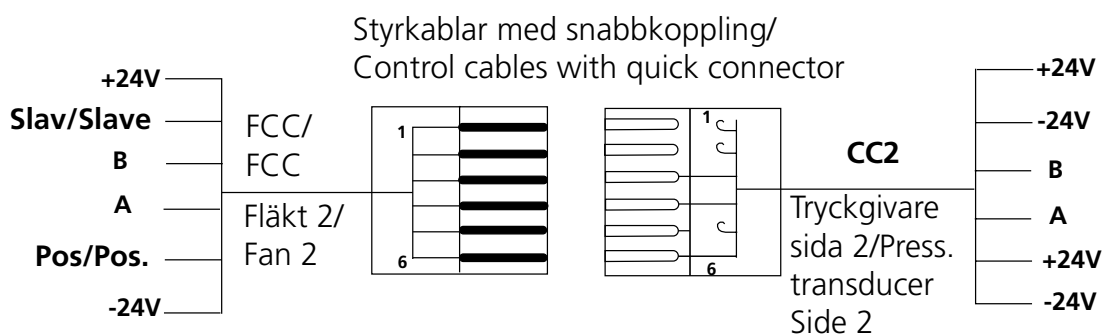 Styrkablar med snabbkoppling/
Control cables with quick connector
+24V
Slav/Slave
B
A
Pos/Pos.
-24V
FCC/
FCC
Fläkt 2/
Fan 2
1
6
1
6
CC2
Tryckgivare
sida 2/Press.
transducer
Side 2
+24V
-24V
B
A
+24V
-24V